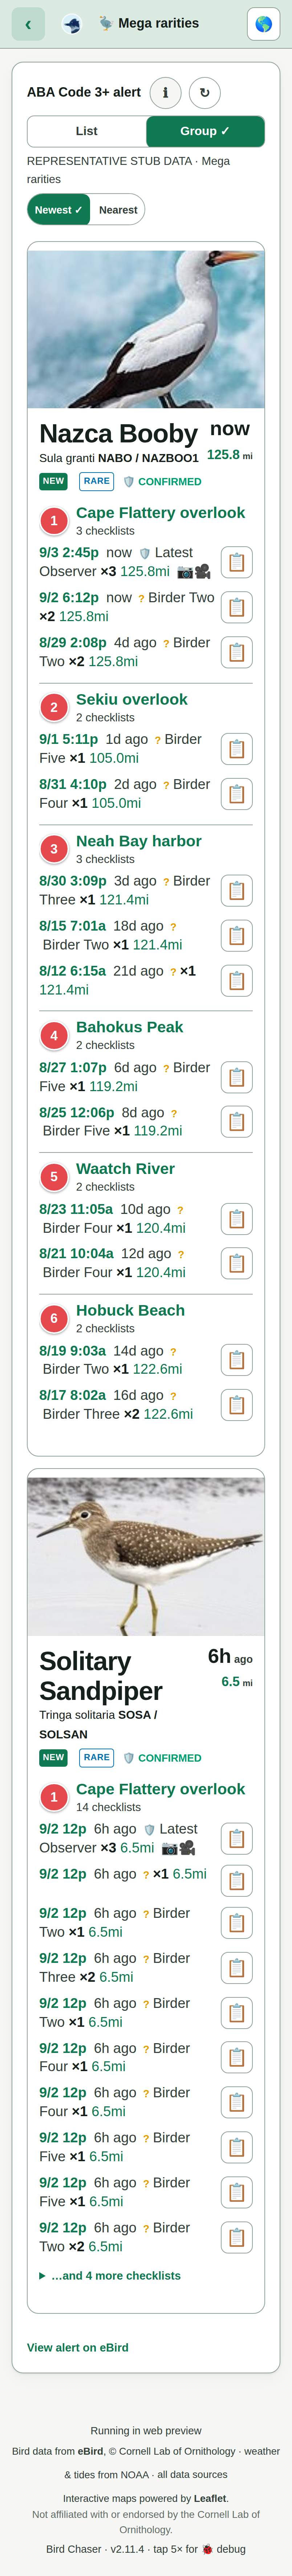 ‹ 🦤 Mega rarities 🌎
ABA Code 3+ alert ℹ ↻
List Group ✓
REPRESENTATIVE STUB DATA · Mega
rarities
Newest ✓ Nearest
Nazca Booby now
Sula granti NABO / NAZBOO1 125.8 mi
NEW RARE CONFIRMED
1 Cape Flattery overlook
3 checklists
9/3 2:45p now Latest
Observer ×3 125.8mi 📷🎥
9/2 6:12p now ? Birder Two
×2 125.8mi
8/29 2:08p 4d ago ? Birder
Two ×2 125.8mi
2 Sekiu overlook
2 checklists
9/1 5:11p 1d ago ? Birder
Five ×1 105.0mi
8/31 4:10p 2d ago ? Birder
Four ×1 105.0mi
3 Neah Bay harbor
3 checklists
8/30 3:09p 3d ago ? Birder
Three ×1 121.4mi
8/15 7:01a 18d ago ?
Birder Two ×1 121.4mi
8/12 6:15a 21d ago ? ×1
121.4mi
4 Bahokus Peak
2 checklists
8/27 1:07p 6d ago ? Birder
Five ×1 119.2mi
8/25 12:06p 8d ago ?
Birder Five ×1 119.2mi
5 Waatch River
2 checklists
8/23 11:05a 10d ago ?
Birder Four ×1 120.4mi
8/21 10:04a 12d ago ?
Birder Four ×1 120.4mi
6 Hobuck Beach
2 checklists
8/19 9:03a 14d ago ?
Birder Two ×1 122.6mi
8/17 8:02a 16d ago ?
Birder Three ×2 122.6mi
Solitary 6h ago
Sandpiper 6.5 mi
Tringa solitaria SOSA /
SOLSAN
NEW RARE CONFIRMED
1 Cape Flattery overlook
14 checklists
9/2 12p 6h ago Latest
Observer ×3 6.5mi 📷🎥
9/2 12p 6h ago ? ×1 6.5mi
9/2 12p 6h ago ? Birder
Two ×1 6.5mi
9/2 12p 6h ago ? Birder
Three ×2 6.5mi
9/2 12p 6h ago ? Birder
Two ×1 6.5mi
9/2 12p 6h ago ? Birder
Four ×1 6.5mi
9/2 12p 6h ago ? Birder
Four ×1 6.5mi
9/2 12p 6h ago ? Birder
Five ×1 6.5mi
9/2 12p 6h ago ? Birder
Five ×1 6.5mi
9/2 12p 6h ago ? Birder
Two ×2 6.5mi
▶ …and 4 more checklists
View alert on eBird
Running in web preview
Bird data from eBird, © Cornell Lab of Ornithology · weather
& tides from NOAA · all data sources
Interactive maps powered by Leaflet.
Not affiliated with or endorsed by the Cornell Lab of
Ornithology.
Bird Chaser · v2.11.4 · tap 5× for 🐞 debug